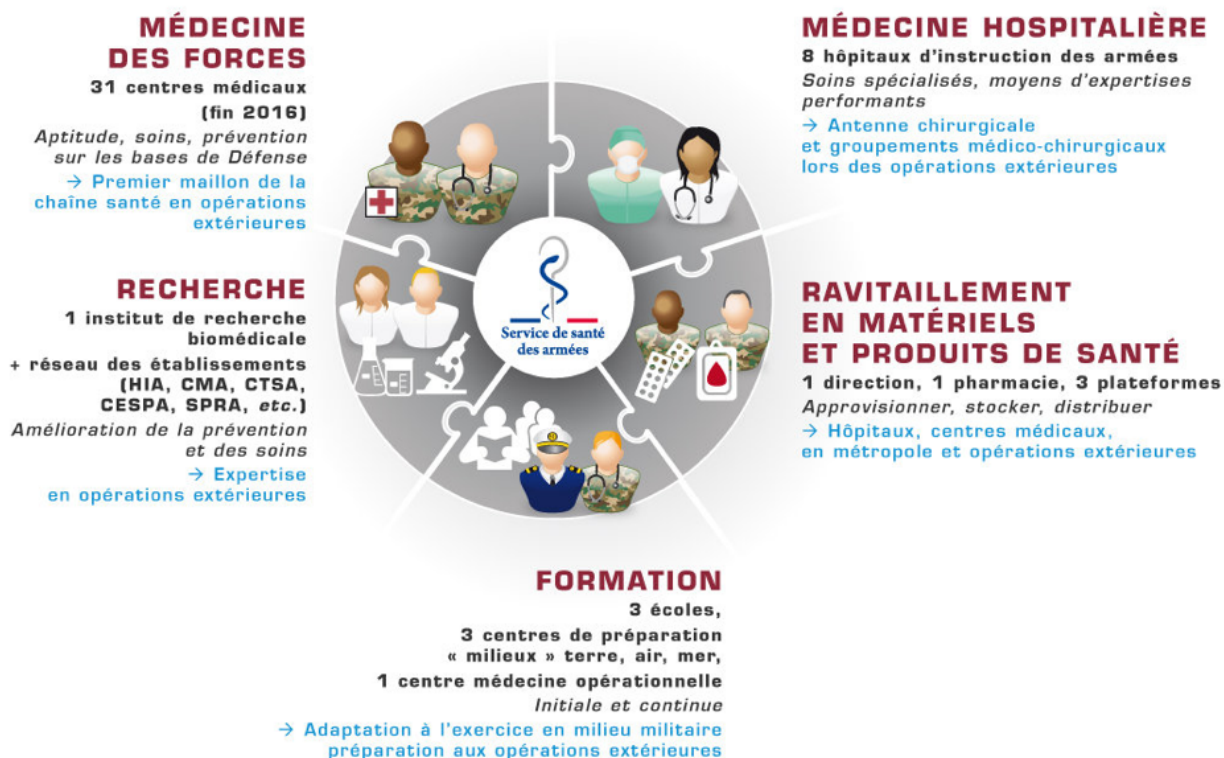 MÉDECINE
DES FORCES
31 centres médicaux
(fin 2016)
Aptitude, soins, prévention
sur les bases de Défense
→ Premier maillon de la
chaîne santé en opérations
extérieures
MÉDECINE HOSPITALIÈRE
8 hôpitaux d'instruction des armées
Soins spécialisés, moyens d'expertises
performants
→ Antenne chirurgicale
et groupements médico-chirurgicaux
lors des opérations extérieures
RECHERCHE
1 institut de recherche
biomédicale
+ réseau des établissements
(HIA, CMA, CTSA,
CESPA, SPRA, etc.)
Amélioration de la prévention
et des soins
→ Expertise
en opérations extérieures
Service de santé
des armées
RAVITAILLEMENT
EN MATÉRIELS
ET PRODUITS DE SANTÉ
1 direction, 1 pharmacie, 3 plateformes
Approvisionner, stocker, distribuer
→ Hôpitaux, centres médicaux,
en métropole et opérations extérieures
FORMATION
3 écoles,
3 centres de préparation
« milieux » terre, air, mer,
1 centre médecine opérationnelle
Initiale et continue
→ Adaptation à l'exercice en milieu militaire
préparation aux opérations extérieures